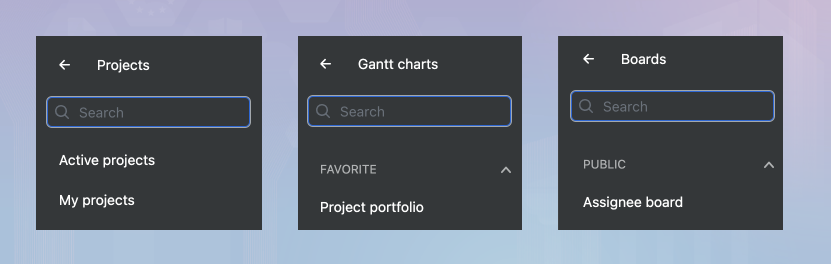 Projects
Search
Active projects
My projects
Gantt charts
Search
FAVORITE
Project portfolio
Boards
Search
PUBLIC
Assignee board